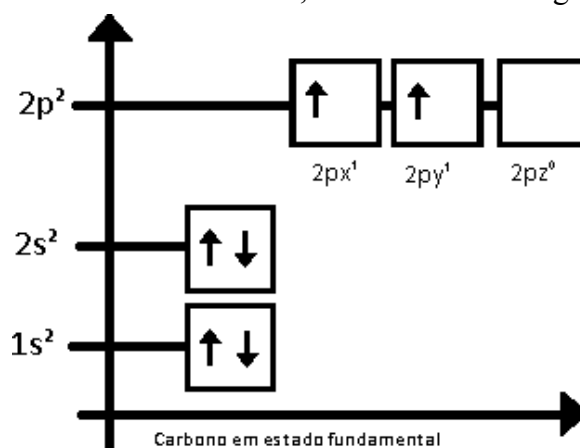 2p²
2px¹ 2py¹ 2pz⁰
2s²
1s²
Carbono em estado fundamental